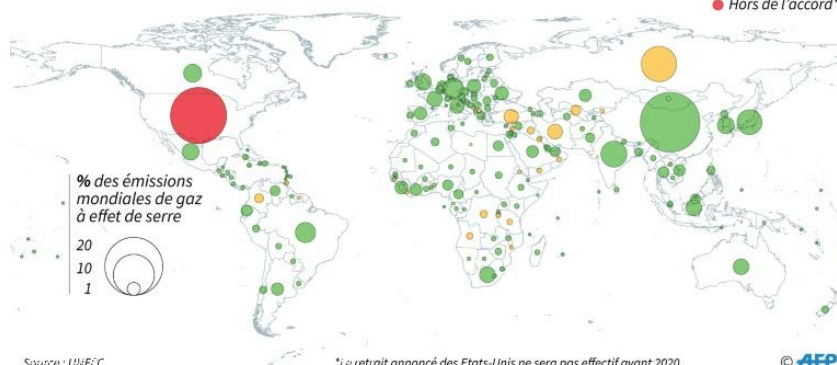 Hors de l'accord*
% des émissions
mondiales de gaz
à effet de serre
20
10
1
Source :
*Le retrait annoncé des Etats-Unis ne sera pas effectif avant 2020
© AFP